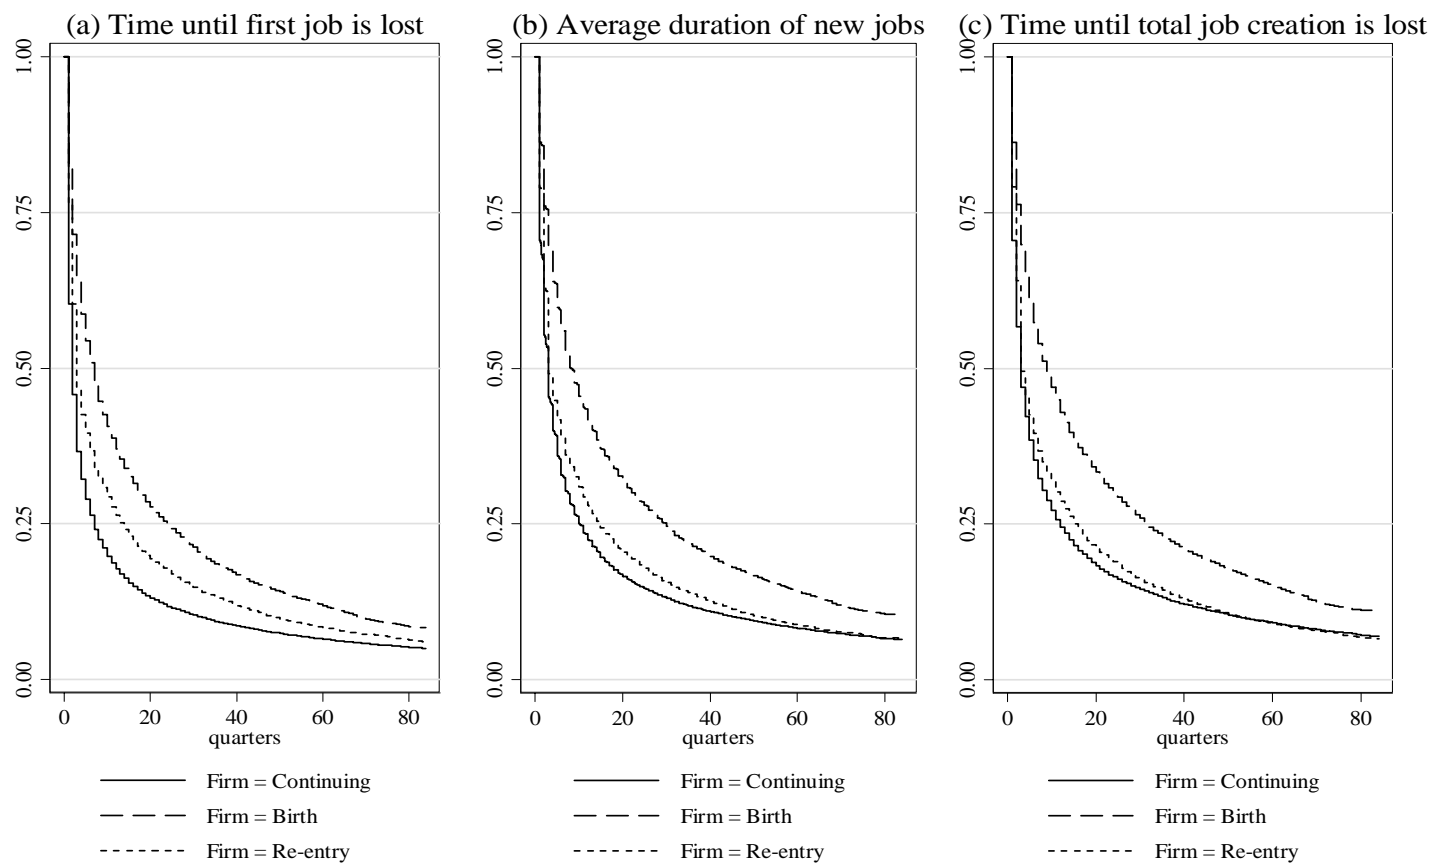 (a) Time until first job is lost
1.00
0.75
0.50
0.25
0.00
0 20 40 60 80
quarters
Firm = Continuing
Firm = Birth
Firm = Re-entry
(b) Average duration of new jobs
1.00
0.75
0.50
0.25
0.00
0 20 40 60 80
quarters
Firm = Continuing
Firm = Birth
Firm = Re-entry
(c) Time until total job creation is lost
1.00
0.75
0.50
0.25
0.00
0 20 40 60 80
quarters
Firm = Continuing
Firm = Birth
Firm = Re-entry